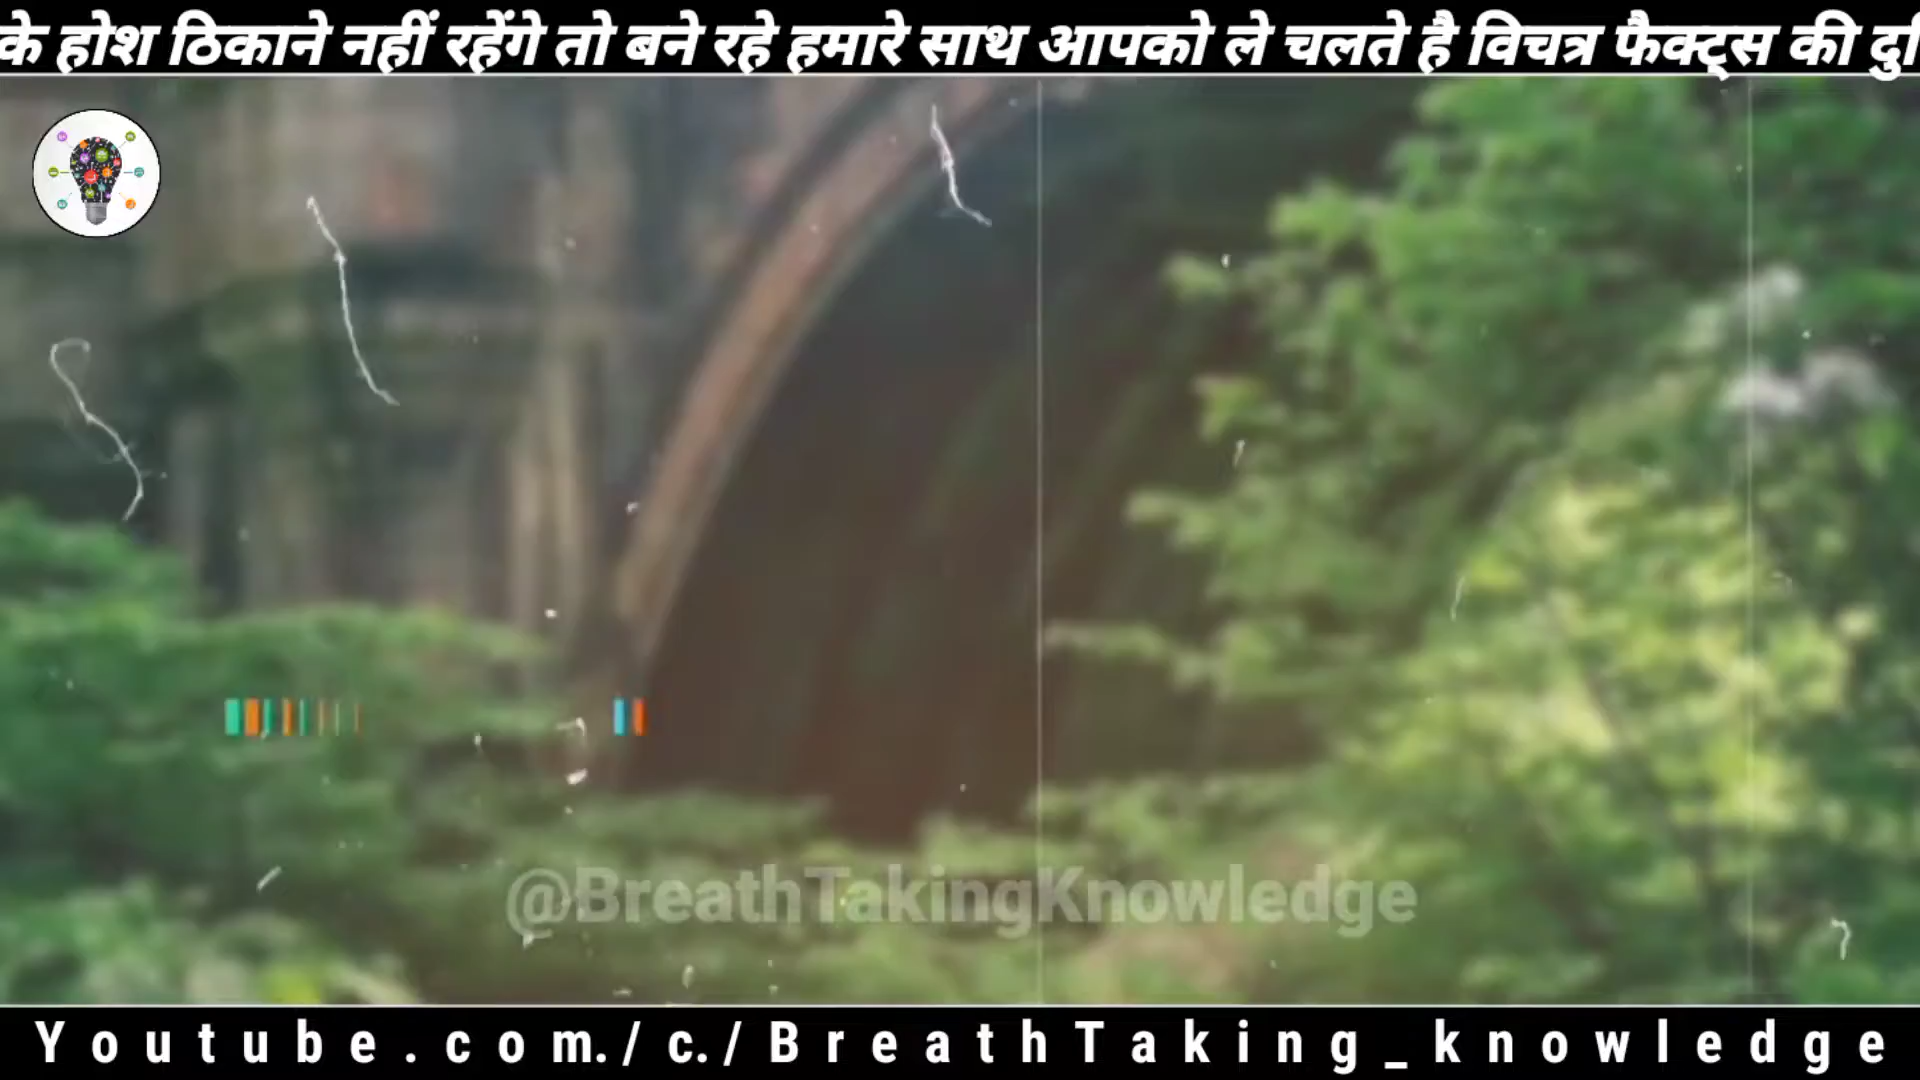 के होश ठिकाने नहीं रहेंगे तो बने रहे हमारे साथ आपको ले चलते है विचत्र फैक्ट्स की
@BreathTakingKnowledge
Youtube.com./c./BreathTaking_knowledge